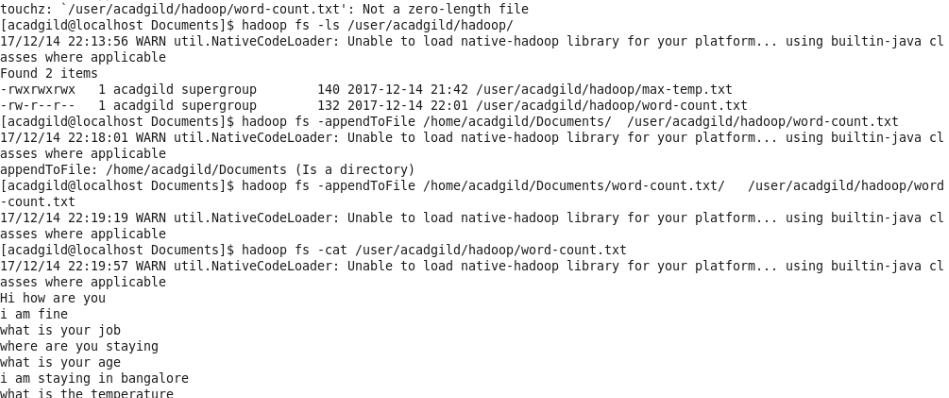 touchz: `/user/acadgild/hadoop/word-count.txt': Not a zero-length file
[acadgild@localhost Documents]$ hadoop fs -ls /user/acadgild/hadoop/
17/12/14 22:13:56 WARN util.NativeCodeLoader: Unable to load native-hadoop library for your platform... using builtin-java cl
asses where applicable
Found 2 items
-rwxrwxrwx   1 acadgild supergroup        140 2017-12-14 21:42 /user/acadgild/hadoop/max-temp.txt
-rw-r--r--   1 acadgild supergroup        132 2017-12-14 22:01 /user/acadgild/hadoop/word-count.txt
[acadgild@localhost Documents]$ hadoop fs -appendToFile /home/acadgild/Documents/  /user/acadgild/hadoop/word-count.txt
17/12/14 22:18:01 WARN util.NativeCodeLoader: Unable to load native-hadoop library for your platform... using builtin-java cl
asses where applicable
appendToFile: /home/acadgild/Documents (Is a directory)
[acadgild@localhost Documents]$ hadoop fs -appendToFile /home/acadgild/Documents/word-count.txt/   /user/acadgild/hadoop/word
-count.txt
17/12/14 22:19:19 WARN util.NativeCodeLoader: Unable to load native-hadoop library for your platform... using builtin-java cl
asses where applicable
[acadgild@localhost Documents]$ hadoop fs -cat /user/acadgild/hadoop/word-count.txt
17/12/14 22:19:57 WARN util.NativeCodeLoader: Unable to load native-hadoop library for your platform... using builtin-java cl
asses where applicable
Hi how are you
i am fine
what is your job
where are you staying
what is your age
i am staying in bangalore
what is the temperature